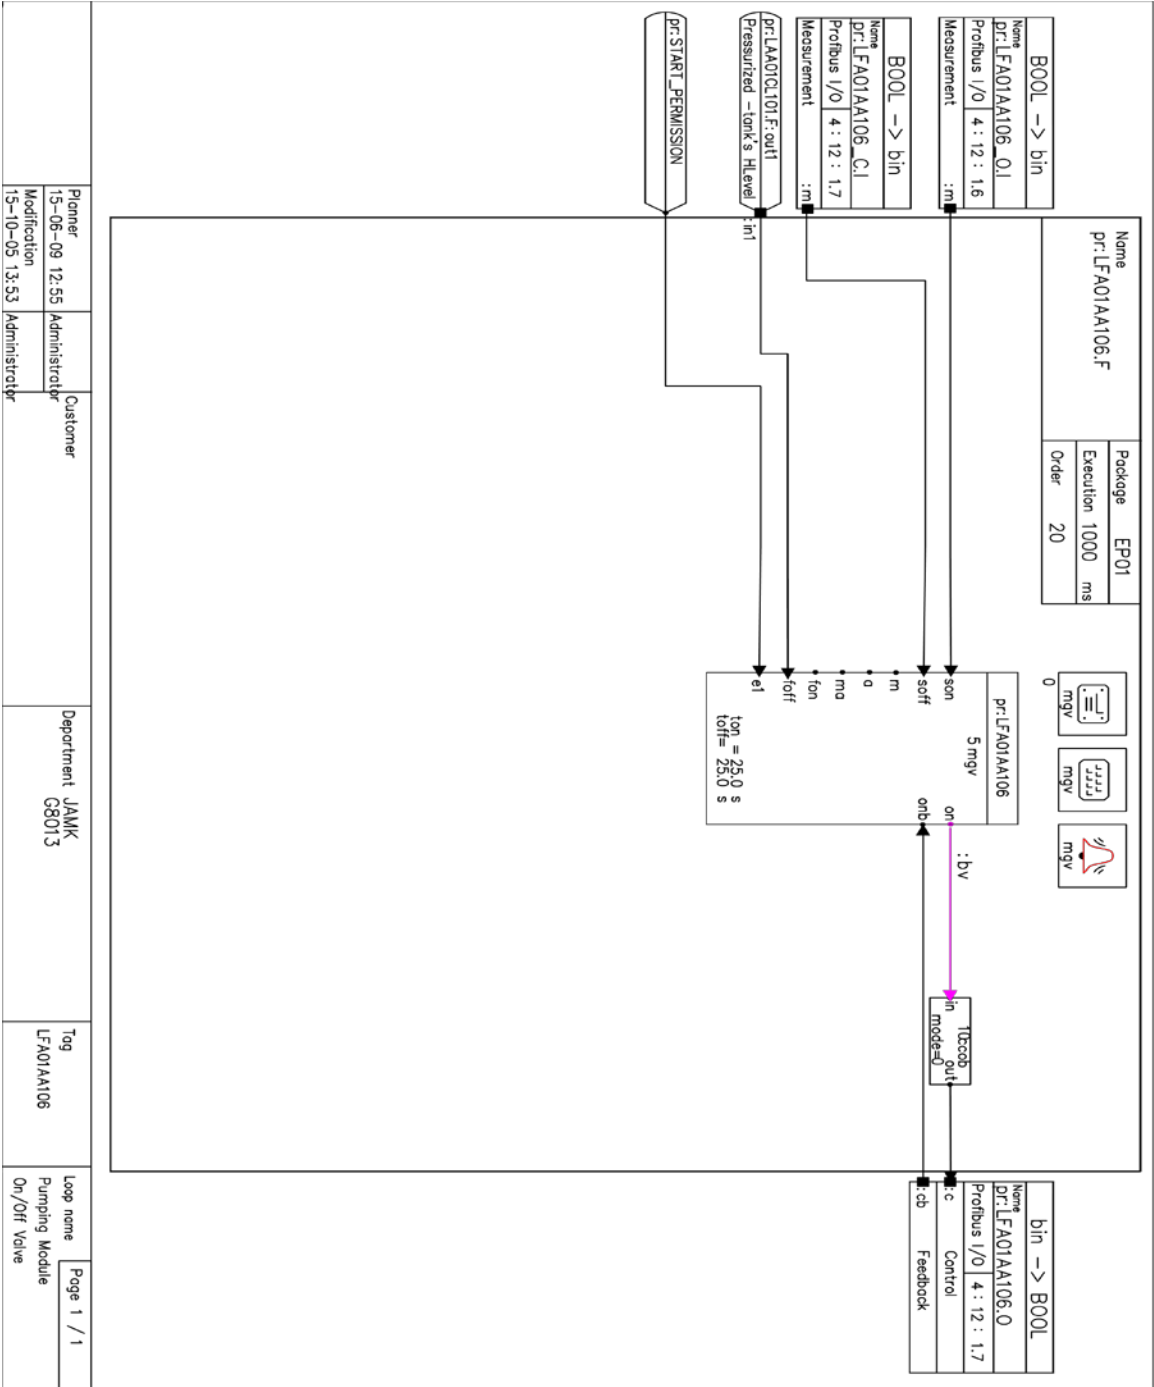 BOOL -> bin
Name
pr:LFA01AA106_O.I
Profibus I/O 4 : 12 : 1.6
Measurement :m
BOOL -> bin
Name
pr:LFA01AA106_C.I
Profibus I/O 4 : 12 : 1.7
Measurement :m
pr:LAA01CL101.F:out1
Pressurized -tank's HLevel
:in1
pr:START_PERMISSION
Name
pr:LFA01AA106.F
Package EP01
Execution 1000 ms
Order 20
mgv
0
mgv
mgv
pr:LFA01AA106
5 mgv
son
soff
m
a
ma
fon
foff
e1
on
onb
ton = 25.0 s
toff= 25.0 s
:bv
10ccob
in out
mode=0
bin -> BOOL
Name
pr:LFA01AA106.O
Profibus I/O 4 : 12 : 1.7
:c Control
:cb Feedback
Planner
15-06-09 12:55 Administrator
Modification
15-10-05 13:53 Administrator
Customer
Department JAMK
G8013
Tag
LFA01AA106
Loop name
Pumping Module
On/Off Valve
Page 1 / 1